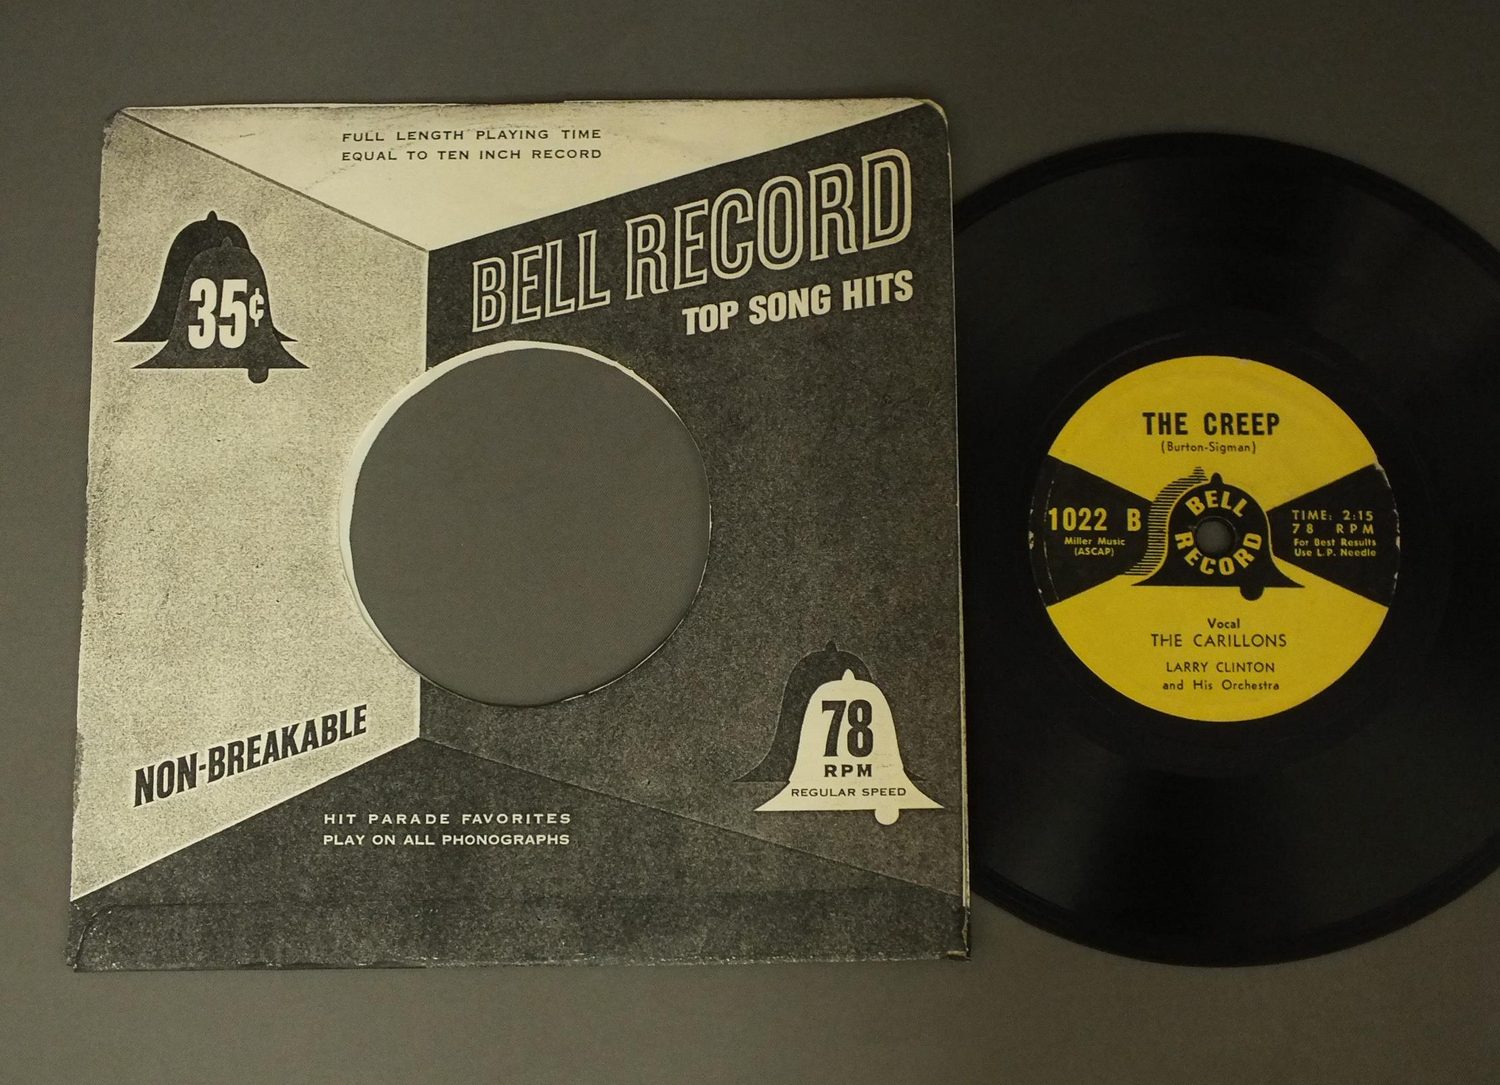 FULL LENGTH PLAYING TIME
EQUAL TO TEN INCH RECORD
BELL RECORD
TOP SONG HITS
35¢
NON-BREAKABLE
78
RPM
REGULAR SPEED
HIT PARADE FAVORITES
PLAY ON ALL PHONOGRAPHS
THE CREEP
(Burton-Sigman)
1022 B
Miller Music
(ASCAP)
BELL
RECORD
TIME: 2:15
78 RPM
For Best Results
Use L.P. Needle
Vocal
THE CARILLONS
LARRY CLINTON
and His Orchestra